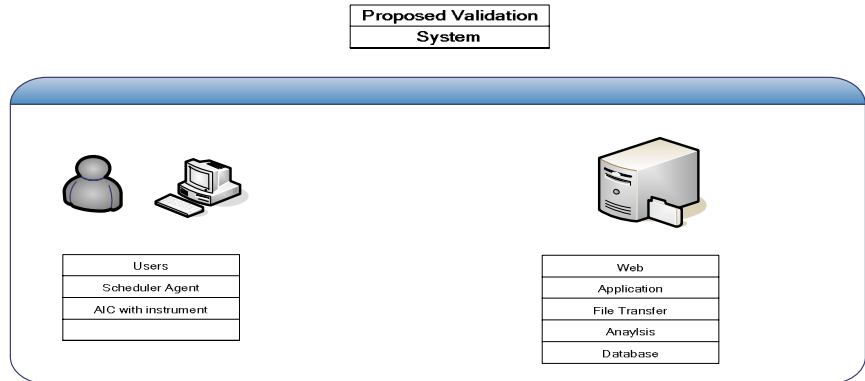 Proposed Validation
System
Users
Scheduler Agent
AIC with instrument
Web
Application
File Transfer
Anaylsis
Database